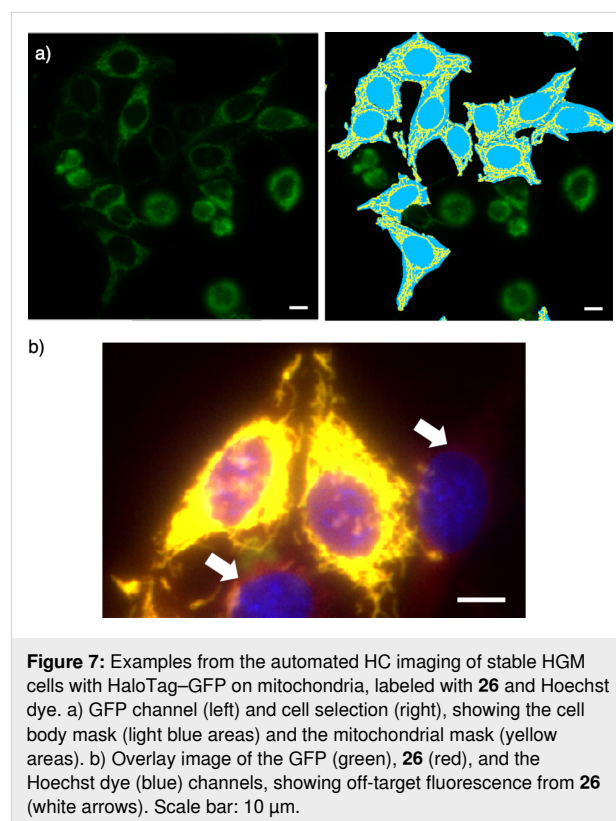 a)
b)
Figure 7: Examples from the automated HC imaging of stable HGM
cells with HaloTag–GFP on mitochondria, labeled with 26 and Hoechst
dye. a) GFP channel (left) and cell selection (right), showing the cell
body mask (light blue areas) and the mitochondrial mask (yellow
areas). b) Overlay image of the GFP (green), 26 (red), and the
Hoechst dye (blue) channels, showing off-target fluorescence from 26
(white arrows). Scale bar: 10 µm.